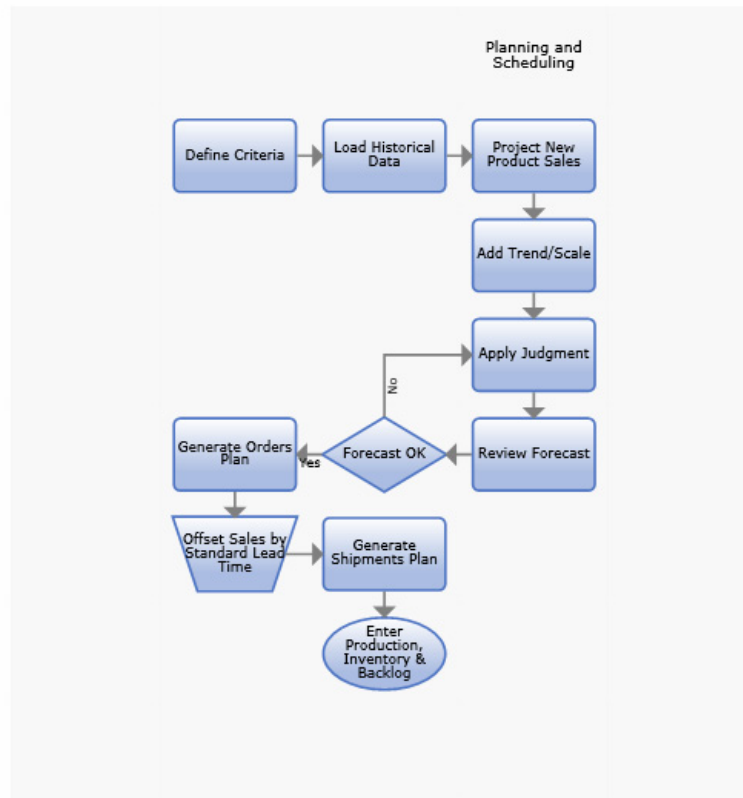 Planning and
Scheduling
Define Criteria
Load Historical
Data
Project New
Product Sales
Add Trend/Scale
Apply Judgment
No
Generate Orders
Plan
Yes
Forecast OK
Review Forecast
Offset Sales by
Standard Lead
Time
Generate
Shipments Plan
Enter
Production,
Inventory &
Backlog